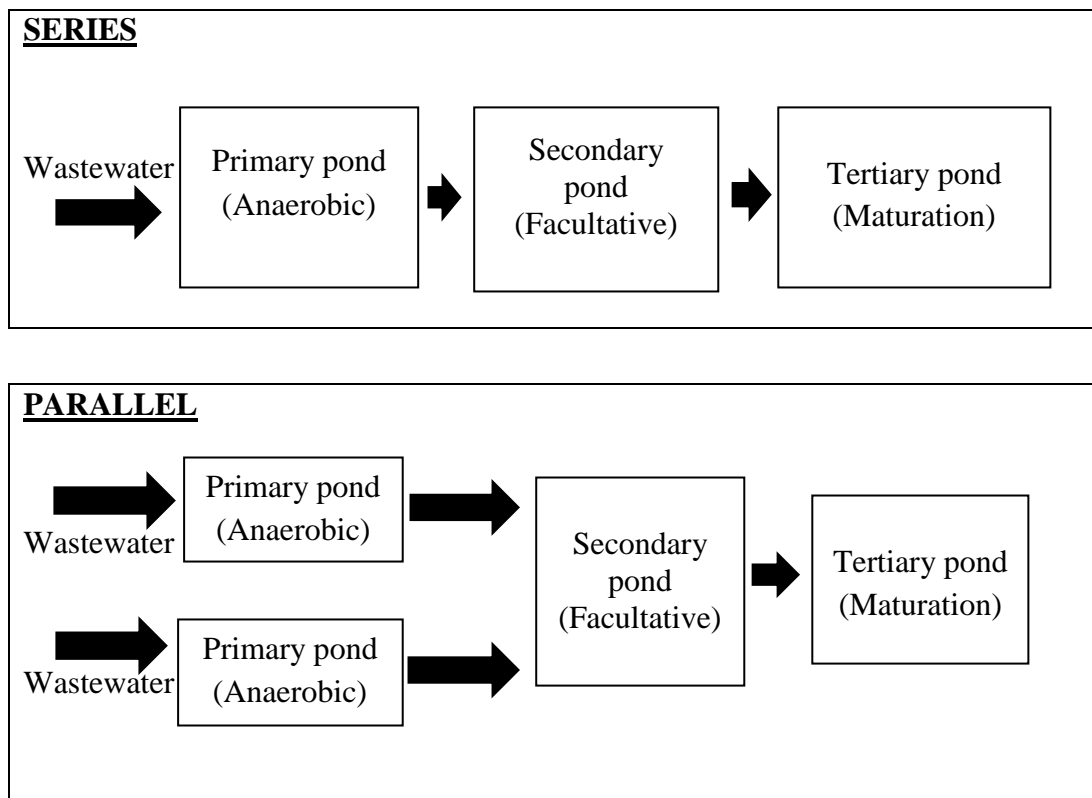 SERIES
Wastewater
Primary pond
(Anaerobic)
Secondary
pond
(Facultative)
Tertiary pond
(Maturation)
PARALLEL
Wastewater
Primary pond
(Anaerobic)
Wastewater
Primary pond
(Anaerobic)
Secondary
pond
(Facultative)
Tertiary pond
(Maturation)